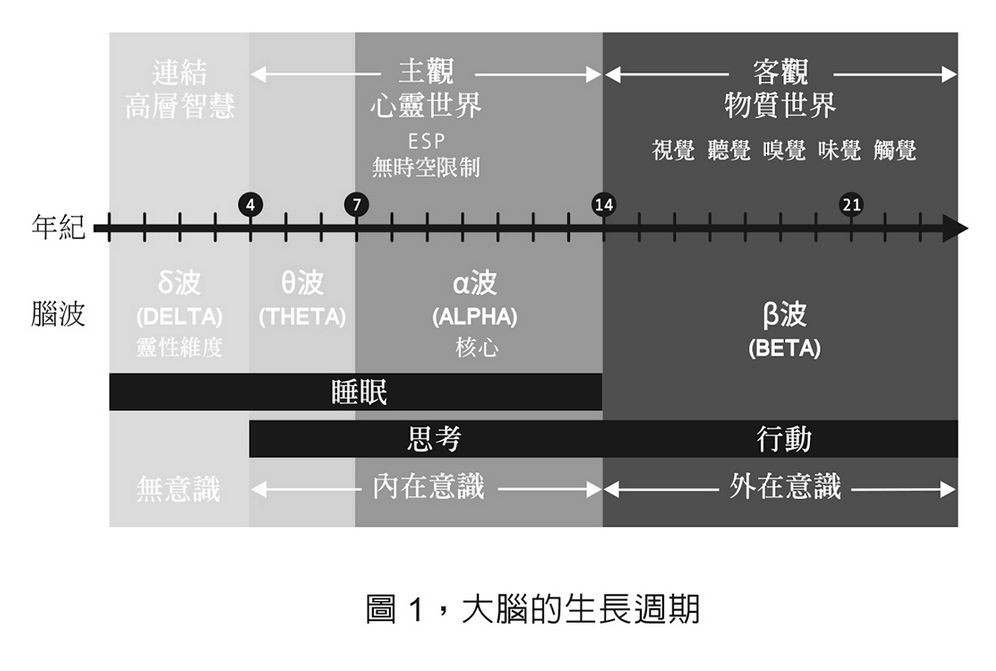 連結
高層智慧
主觀
心靈世界
ESP
無時空限制
客觀
物質世界
視覺 聽覺 嗅覺 味覺 觸覺
年紀
4
7
14
21
腦波
δ波
(DELTA)
靈性維度
θ波
(THETA)
α波
(ALPHA)
核心
β波
(BETA)
睡眠
思考
行動
無意識
內在意識
外在意識
圖 1，大腦的生長週期